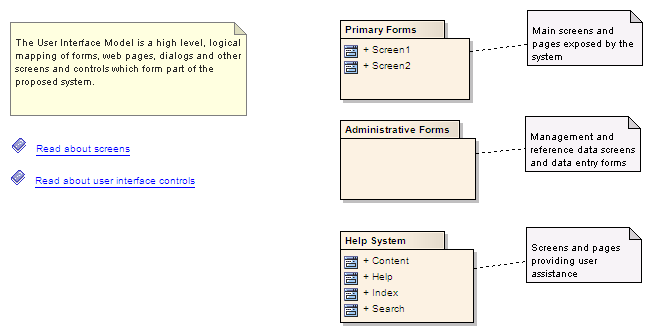 The User Interface Model is a high level, logical
mapping of forms, web pages, dialogs and other
screens and controls which form part of the
proposed system.
Read about screens
Read about user interface controls
Primary Forms
+ Screen1
+ Screen2
Main screens and
pages exposed by the
system
Administrative Forms
Management and
reference data screens
and data entry forms
Help System
+ Content
+ Help
+ Index
+ Search
Screens and pages
providing user
assistance